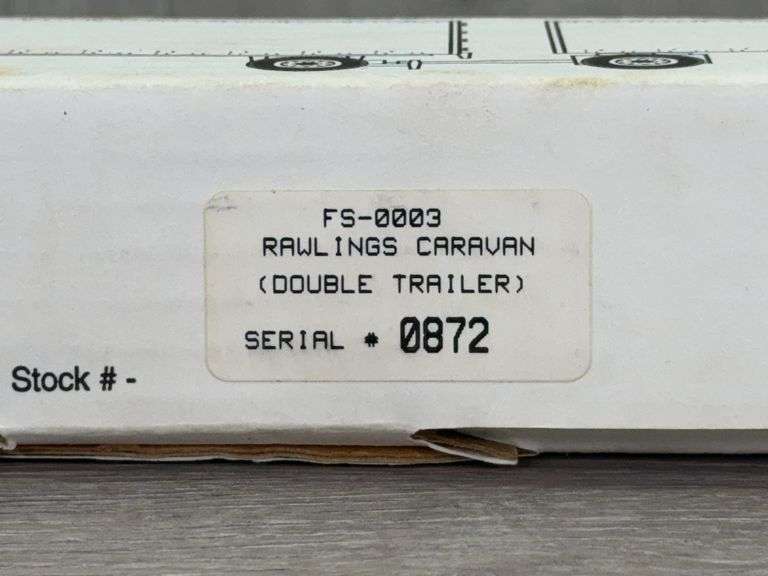 FS-0003
RAWLINGS CARAVAN
(DOUBLE TRAILER)
SERIAL # 0872
Stock # -